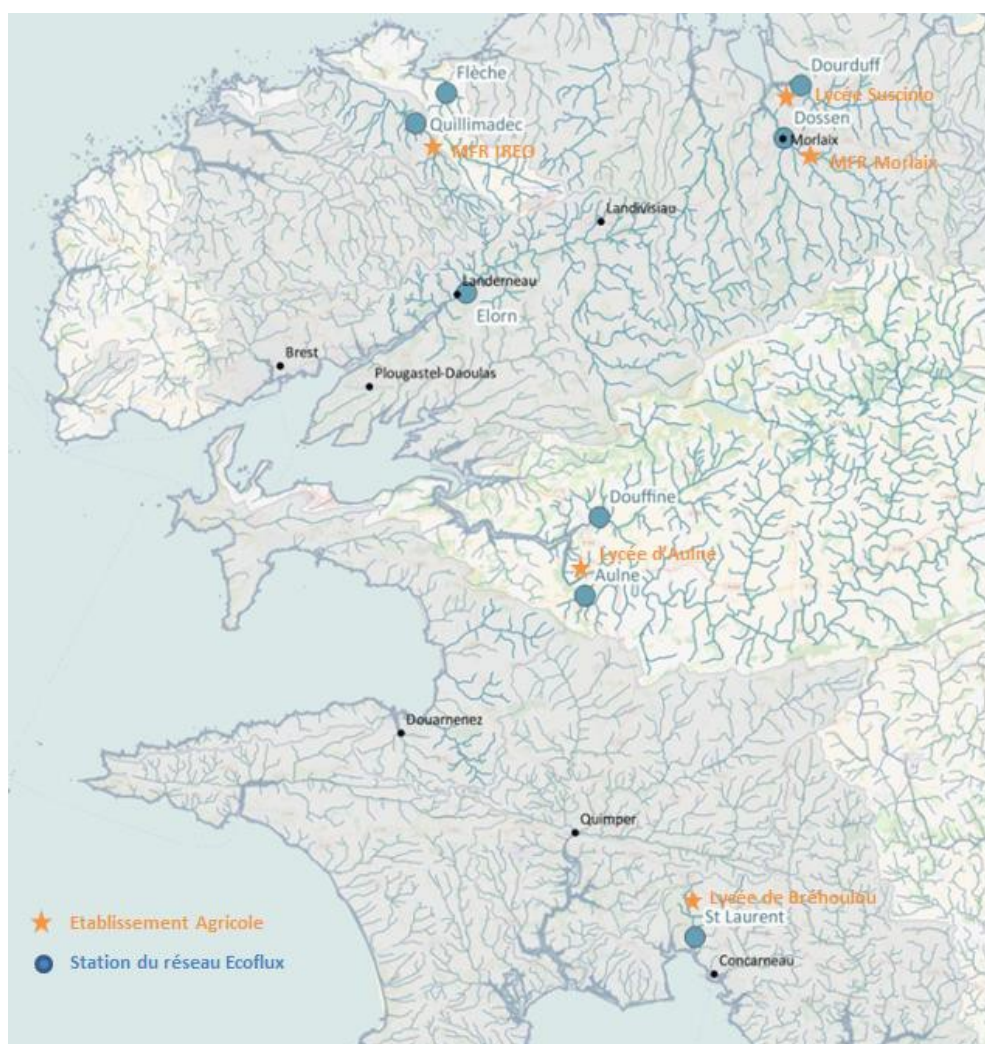 Flèche
Dourduff
Lycée Suscinio
Quillimadec
Dossen
MFR IREO
Morlaix
MFR Morlaix
Landivisiau
Landerneau
Elorn
Brest
Plougastel-Daoulas
Douffine
Lycée d'Aulne
Aulne
Douarnenez
Quimper
Lysée de Bréhoulou
St Laurent
Etablissement Agricole
Station du réseau Ecoflux
Concarneau